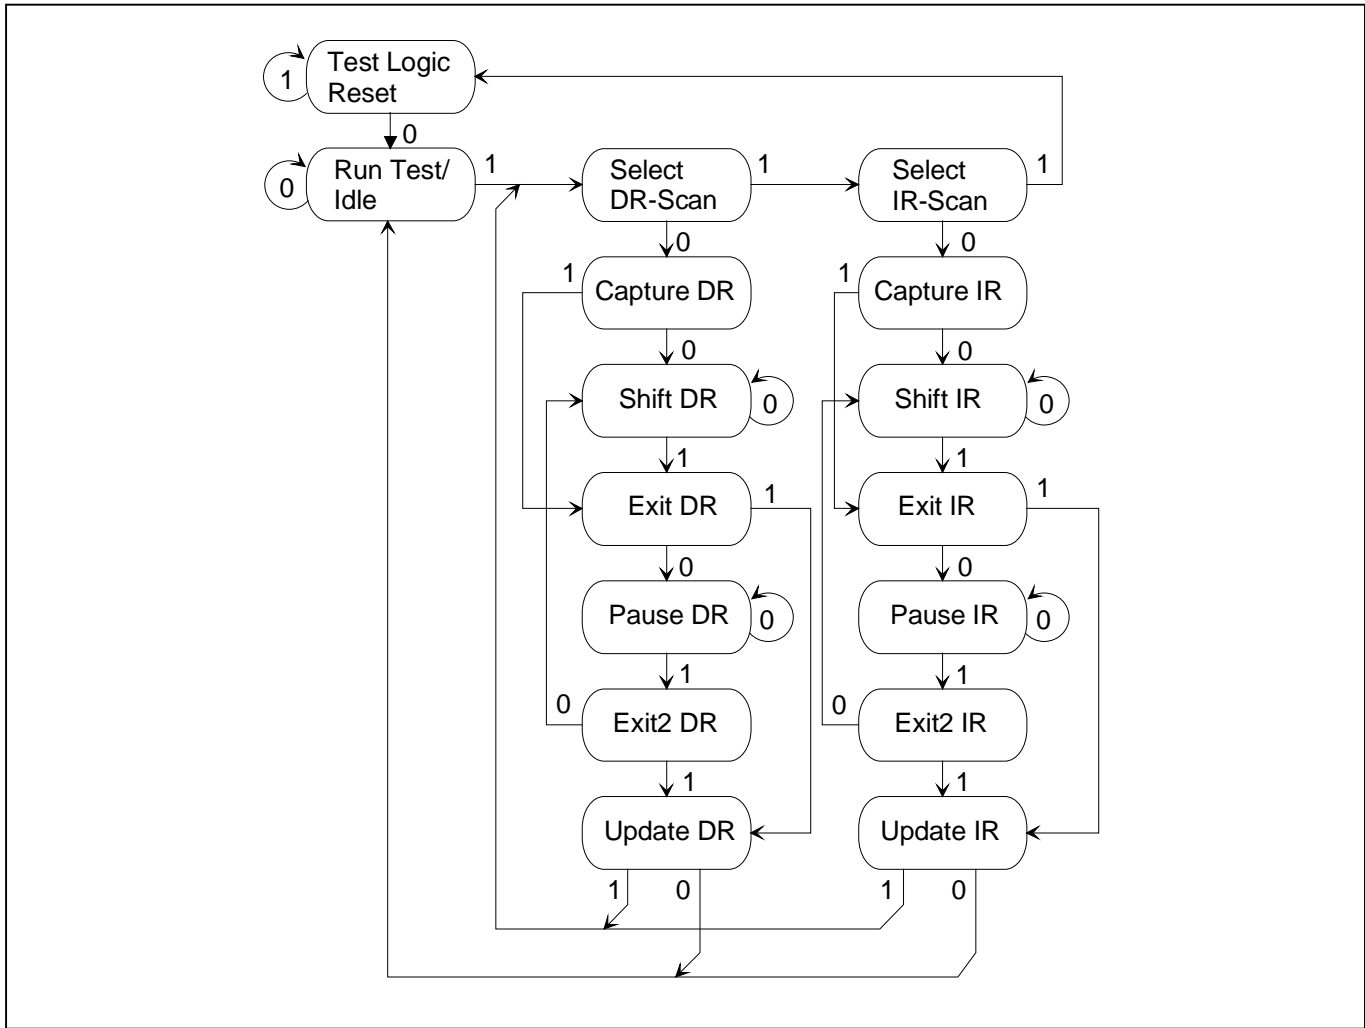 Test Logic
Reset
1
0
Run Test/
Idle
0
1
Select
DR-Scan
1
Select
IR-Scan
1
0
0
1
Capture DR
1
Capture IR
0
0
Shift DR
0
Shift IR
0
1
1
Exit DR
1
Exit IR
1
0
0
Pause DR
0
Pause IR
0
1
1
0
Exit2 DR
0
Exit2 IR
1
1
Update DR
Update IR
1
0
1
0